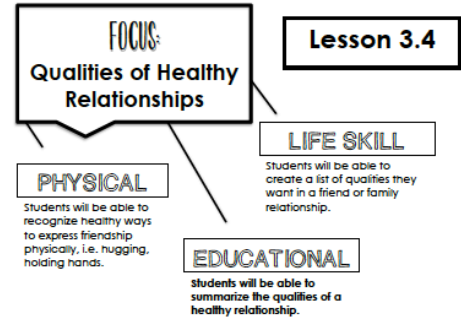 FOCUS:
Qualities of Healthy
Relationships
Lesson 3.4
PHYSICAL
Students will be able to
recognize healthy ways
to express friendship
physically, i.e. hugging,
holding hands.
LIFE SKILL
Students will be able to
create a list of qualities they
want in a friend or family
relationship.
EDUCATIONAL
Students will be able to
summarize the qualities of a
healthy relationship.